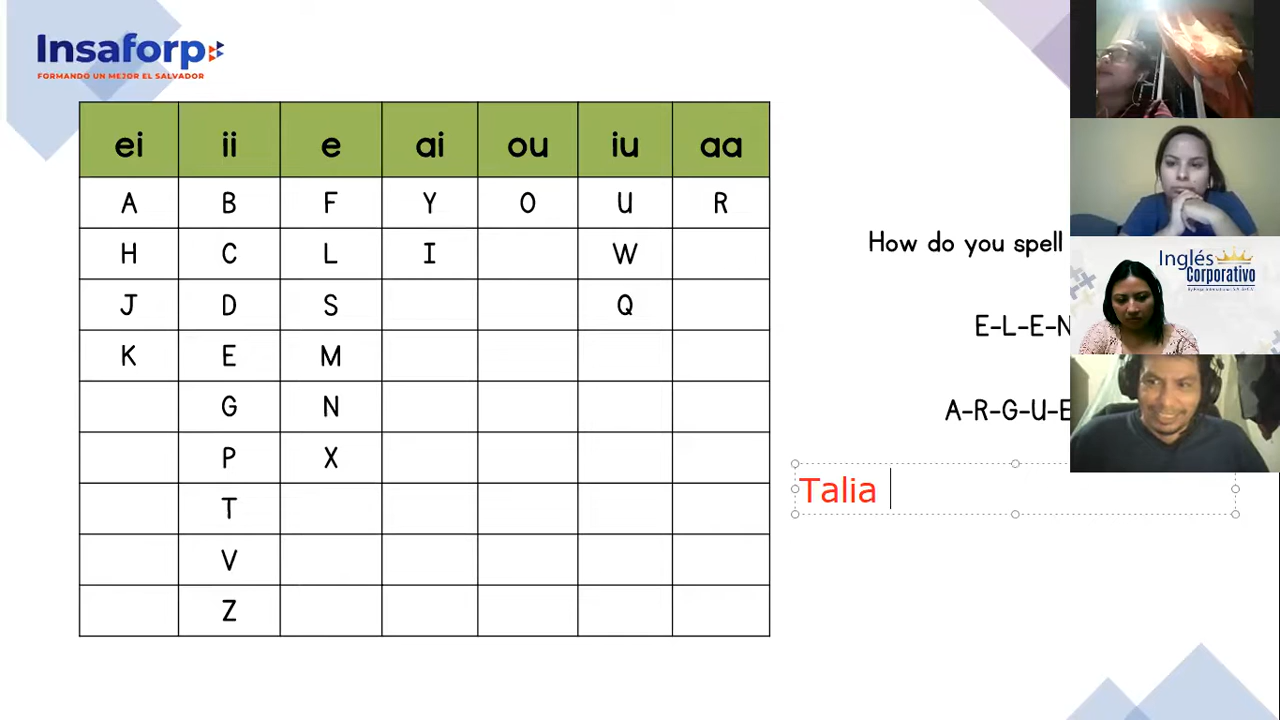 Insaforp
FORMANDO UN MEJOR EL SALVADOR
ei ii e ai ou iu aa
A B F Y O U R
H C L I W
J D S Q
K E M
G N
P X
T
V
Z
How do you spell
E-L-E-N
A-R-G-U-E
Talia
Inglés
Corporativo